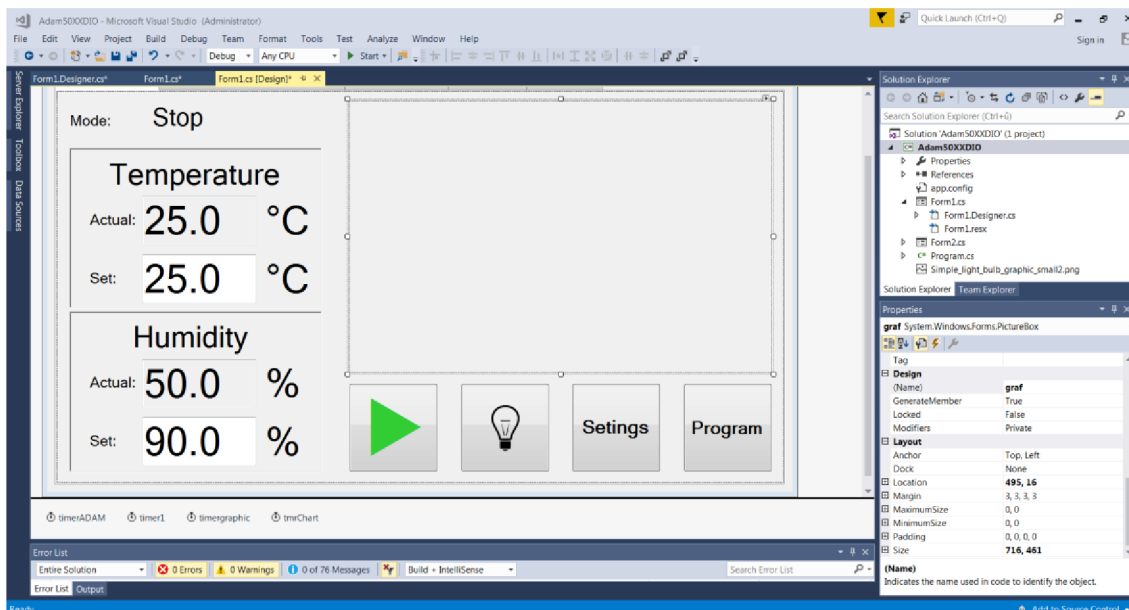 Adam50XXDIO - Microsoft Visual Studio (Administrator)
Quick Launch (Ctrl+Q)
File Edit View Project Build Debug Team Format Tools Test Analyze Window Help
Sign in
Debug Any CPU Start
Server Explorer
Toolbox
Data Sources
Form1.Designer.cs* Form1.cs* Form1.cs [Design]*
Mode: Stop
Temperature
Actual: 25.0 °C
Set: 25.0 °C
Humidity
Actual: 50.0 %
Set: 90.0 %
Setings
Program
timerADAM timer1 timergraphic tmrChart
Error List
Entire Solution 0 Errors 0 Warnings 0 of 76 Messages Build + IntelliSense Search Error List
Error List Output
Ready
Add to Source Control
Solution Explorer
Search Solution Explorer (Ctrl+ů)
Solution 'Adam50XXDIO' (1 project)
Adam50XXDIO
Properties
References
app.config
Form1.cs
Form1.Designer.cs
Form1.resx
Form2.cs
Program.cs
Simple_light_bulb_graphic_small2.png
Solution Explorer Team Explorer
Properties
graf System.Windows.Forms.PictureBox
Tag
Design
(Name) graf
GenerateMember True
Locked False
Modifiers Private
Layout
Anchor Top, Left
Dock None
Location 495, 16
Margin 3, 3, 3, 3
MaximumSize 0, 0
MinimumSize 0, 0
Padding 0, 0, 0, 0
Size 716, 461
(Name)
Indicates the name used in code to identify the object.